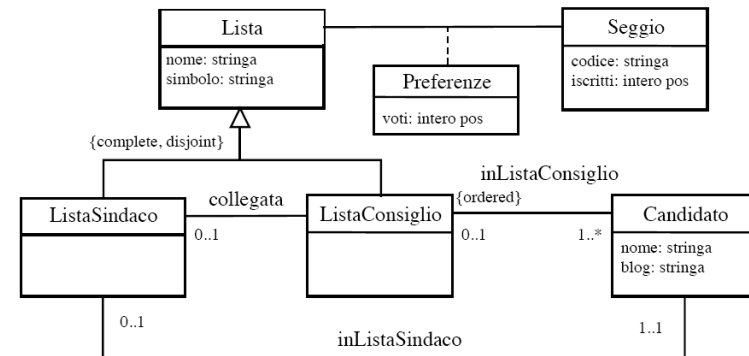 Lista
nome: stringa
simbolo: stringa
Seggio
codice: stringa
iscritti: intero pos
Preferenze
voti: intero pos
{complete, disjoint}
inListaConsiglio
ListaSindaco
collegata
0..1
ListaConsiglio
{ordered}
0..1
1..*
Candidato
nome: stringa
blog: stringa
0..1
inListaSindaco
1..1